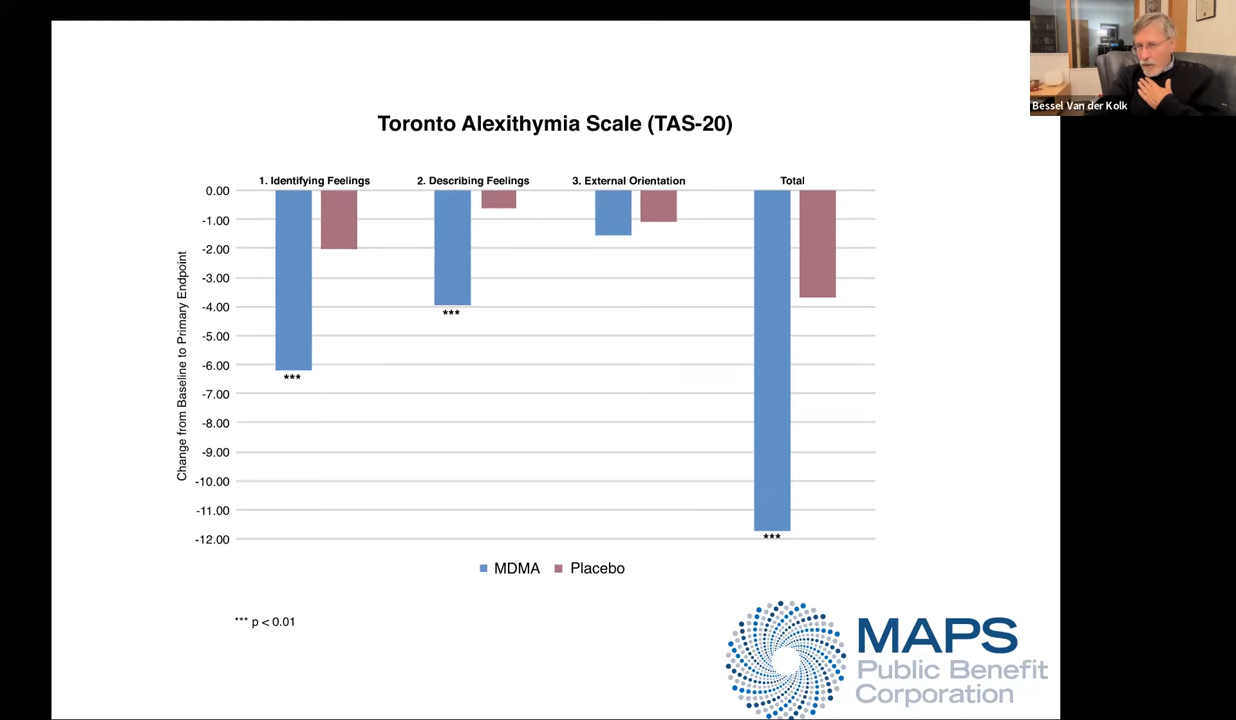 Bessel Van der Kolk
Toronto Alexithymia Scale (TAS-20)
1. Identifying Feelings
2. Describing Feelings
3. External Orientation
Total
0.00
-1.00
-2.00
-3.00
-4.00
-5.00
-6.00
-7.00
-8.00
-9.00
-10.00
-11.00
-12.00
Change from Baseline to Primary Endpoint
***
***
***
MDMA
Placebo
*** p < 0.01
MAPS
Public Benefit
Corporation